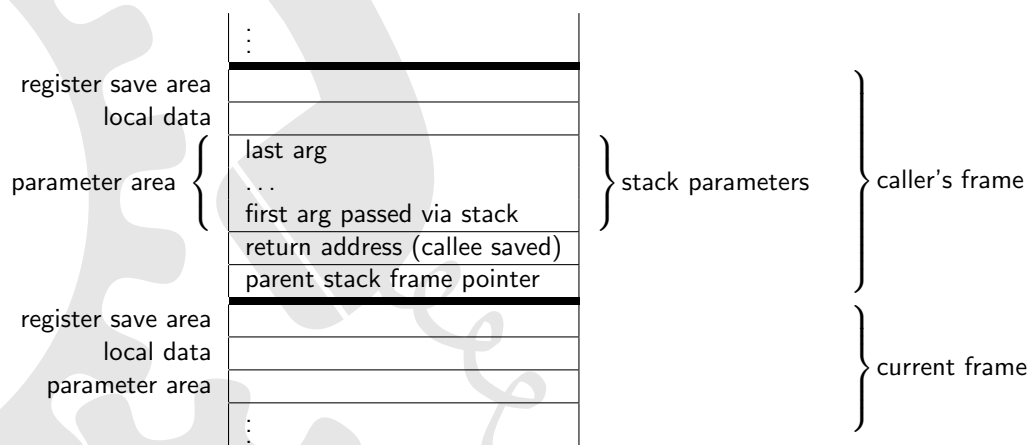 ⋮
register save area
local data
last arg
parameter area
. . .
stack parameters
caller's frame
first arg passed via stack
return address (callee saved)
parent stack frame pointer
register save area
local data
parameter area
current frame
⋮